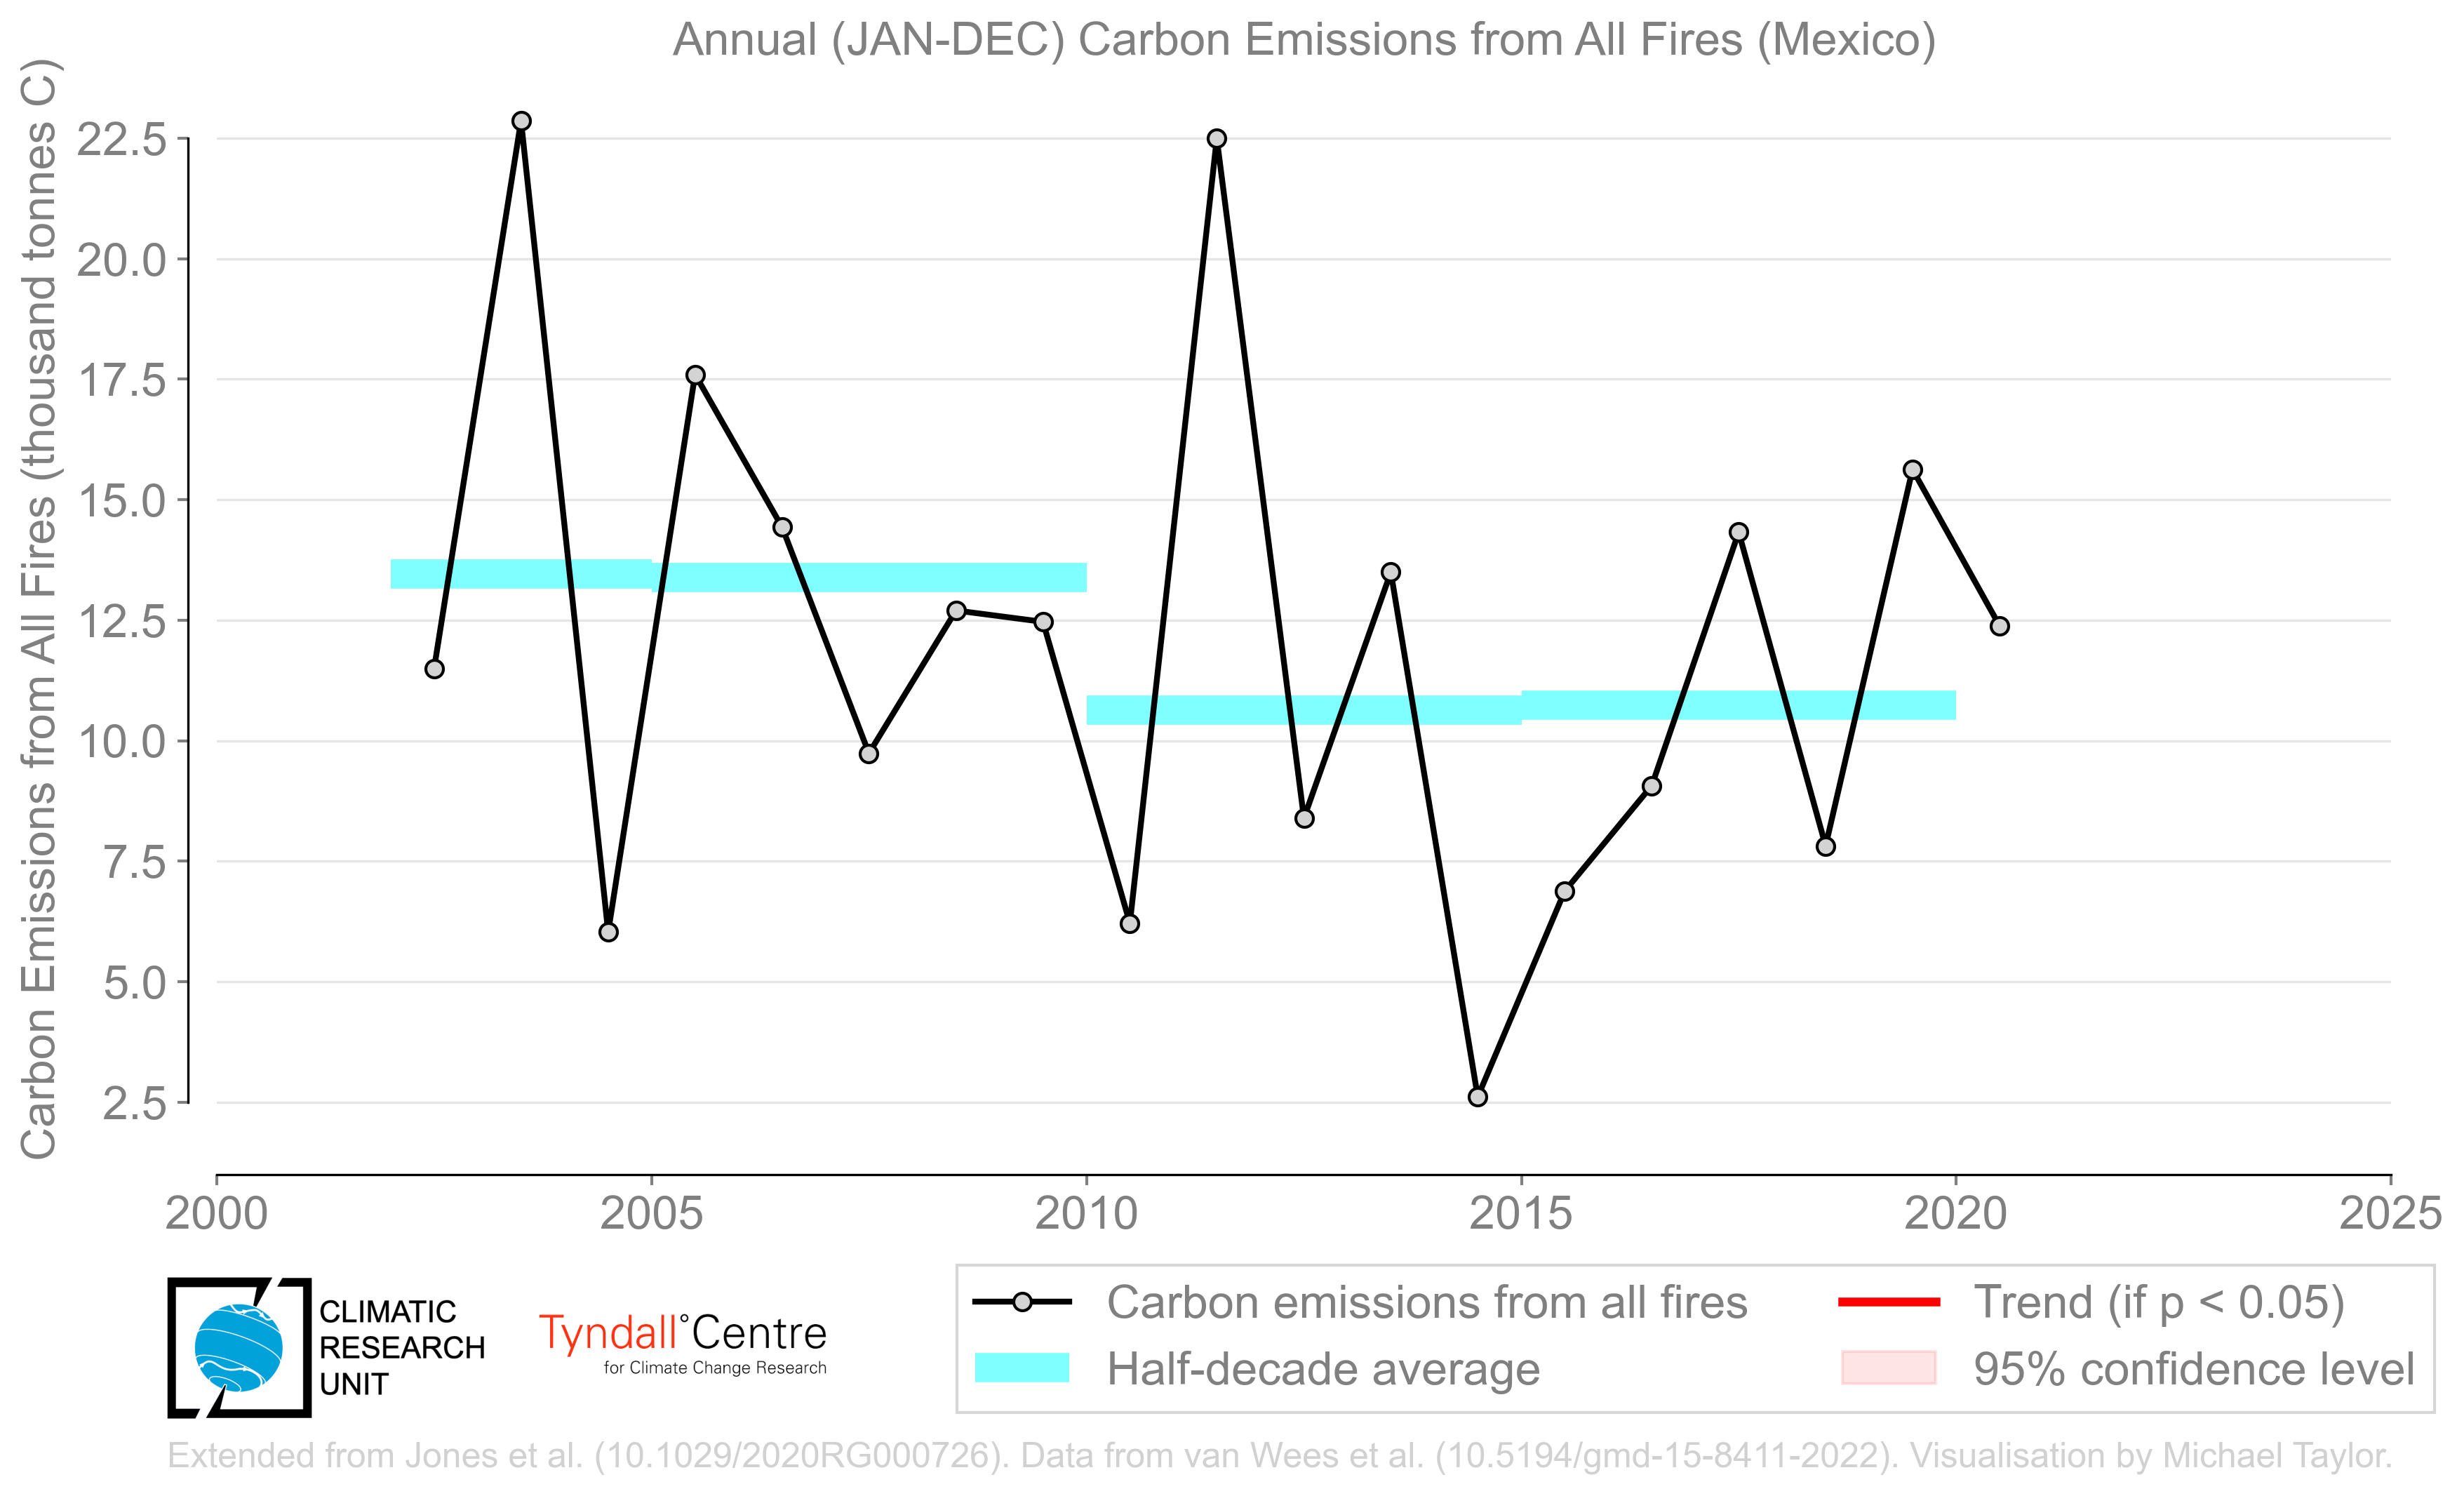 Annual (JAN-DEC) Carbon Emissions from All Fires (Mexico)
Carbon Emissions from All Fires (thousand tonnes C)
22.5
20.0
17.5
15.0
12.5
10.0
7.5
5.0
2.5
2000 2005 2010 2015 2020 2025
CLIMATIC
RESEARCH
UNIT
Tyndall°Centre
for Climate Change Research
Carbon emissions from all fires
Half-decade average
Trend (if p < 0.05)
95% confidence level
Extended from Jones et al. (10.1029/2020RG000726). Data from van Wees et al. (10.5194/gmd-15-8411-2022). Visualisation by Michael Taylor.